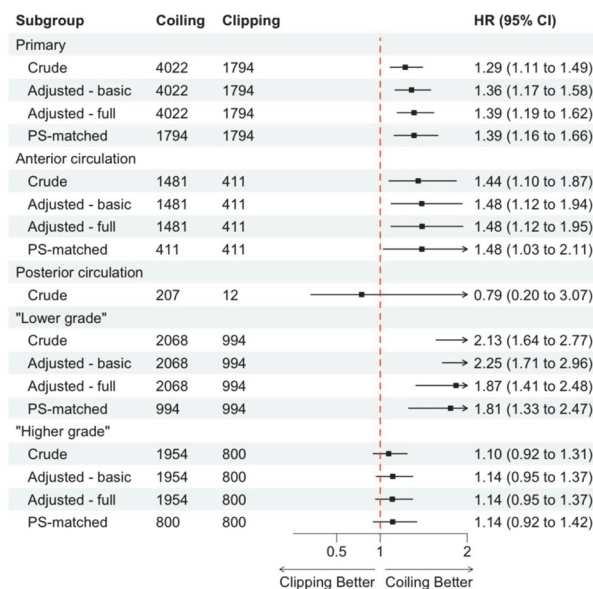 Subgroup Coiling Clipping HR (95% CI)
Primary
Crude 4022 1794 1.29 (1.11 to 1.49)
Adjusted - basic 4022 1794 1.36 (1.17 to 1.58)
Adjusted - full 4022 1794 1.39 (1.19 to 1.62)
PS-matched 1794 1794 1.39 (1.16 to 1.66)
Anterior circulation
Crude 1481 411 1.44 (1.10 to 1.87)
Adjusted - basic 1481 411 1.48 (1.12 to 1.94)
Adjusted - full 1481 411 1.48 (1.12 to 1.95)
PS-matched 411 411 1.48 (1.03 to 2.11)
Posterior circulation
Crude 207 12 0.79 (0.20 to 3.07)
"Lower grade"
Crude 2068 994 2.13 (1.64 to 2.77)
Adjusted - basic 2068 994 2.25 (1.71 to 2.96)
Adjusted - full 2068 994 1.87 (1.41 to 2.48)
PS-matched 994 994 1.81 (1.33 to 2.47)
"Higher grade"
Crude 1954 800 1.10 (0.92 to 1.31)
Adjusted - basic 1954 800 1.14 (0.95 to 1.37)
Adjusted - full 1954 800 1.14 (0.95 to 1.37)
PS-matched 800 800 1.14 (0.92 to 1.42)
0.5 1 2
Clipping Better Coiling Better